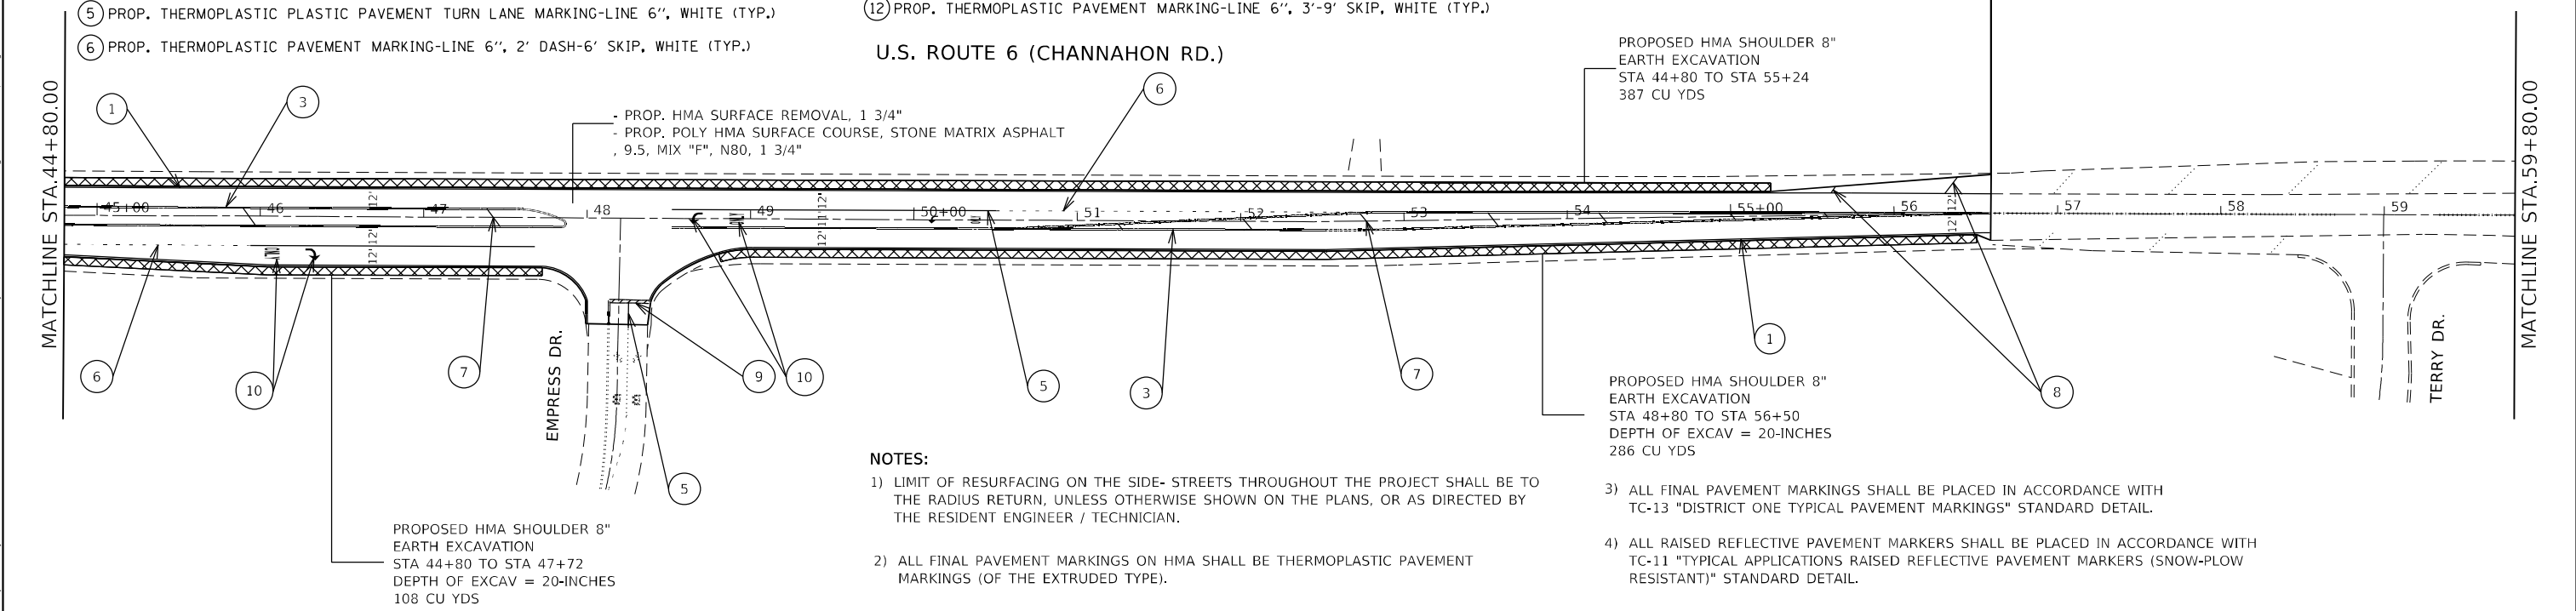 5 PROP. THERMOPLASTIC PLASTIC PAVEMENT TURN LANE MARKING-LINE 6", WHITE (TYP.)
12 PROP. THERMOPLASTIC PAVEMENT MARKING-LINE 6", 3'-9' SKIP, WHITE (TYP.)
6 PROP. THERMOPLASTIC PAVEMENT MARKING-LINE 6", 2' DASH-6' SKIP, WHITE (TYP.)
U.S. ROUTE 6 (CHANNAHON RD.)
PROPOSED HMA SHOULDER 8"
EARTH EXCAVATION
STA 44+80 TO STA 55+24
387 CU YDS
MATCHLINE STA.44+80.00
MATCHLINE STA.59+80.00
1
3
6
- PROP. HMA SURFACE REMOVAL, 1 3/4"
- PROP. POLY HMA SURFACE COURSE, STONE MATRIX ASPHALT
, 9.5, MIX "F", N80, 1 3/4"
45+00 46 47 48 49 50+00 51 52 53 54 55+00 56 57 58 59
12' 12' 12'
12' 11' 12'
12' 12'
6
10
7
EMPRESS DR.
9
10
5
3
7
1
8
TERRY DR.
5
PROPOSED HMA SHOULDER 8"
EARTH EXCAVATION
STA 48+80 TO STA 56+50
DEPTH OF EXCAV = 20-INCHES
286 CU YDS
PROPOSED HMA SHOULDER 8"
EARTH EXCAVATION
STA 44+80 TO STA 47+72
DEPTH OF EXCAV = 20-INCHES
108 CU YDS
NOTES:
1) LIMIT OF RESURFACING ON THE SIDE- STREETS THROUGHOUT THE PROJECT SHALL BE TO
THE RADIUS RETURN, UNLESS OTHERWISE SHOWN ON THE PLANS, OR AS DIRECTED BY
THE RESIDENT ENGINEER / TECHNICIAN.
2) ALL FINAL PAVEMENT MARKINGS ON HMA SHALL BE THERMOPLASTIC PAVEMENT
MARKINGS (OF THE EXTRUDED TYPE).
3) ALL FINAL PAVEMENT MARKINGS SHALL BE PLACED IN ACCORDANCE WITH
TC-13 "DISTRICT ONE TYPICAL PAVEMENT MARKINGS" STANDARD DETAIL.
4) ALL RAISED REFLECTIVE PAVEMENT MARKERS SHALL BE PLACED IN ACCORDANCE WITH
TC-11 "TYPICAL APPLICATIONS RAISED REFLECTIVE PAVEMENT MARKERS (SNOW-PLOW
RESISTANT)" STANDARD DETAIL.